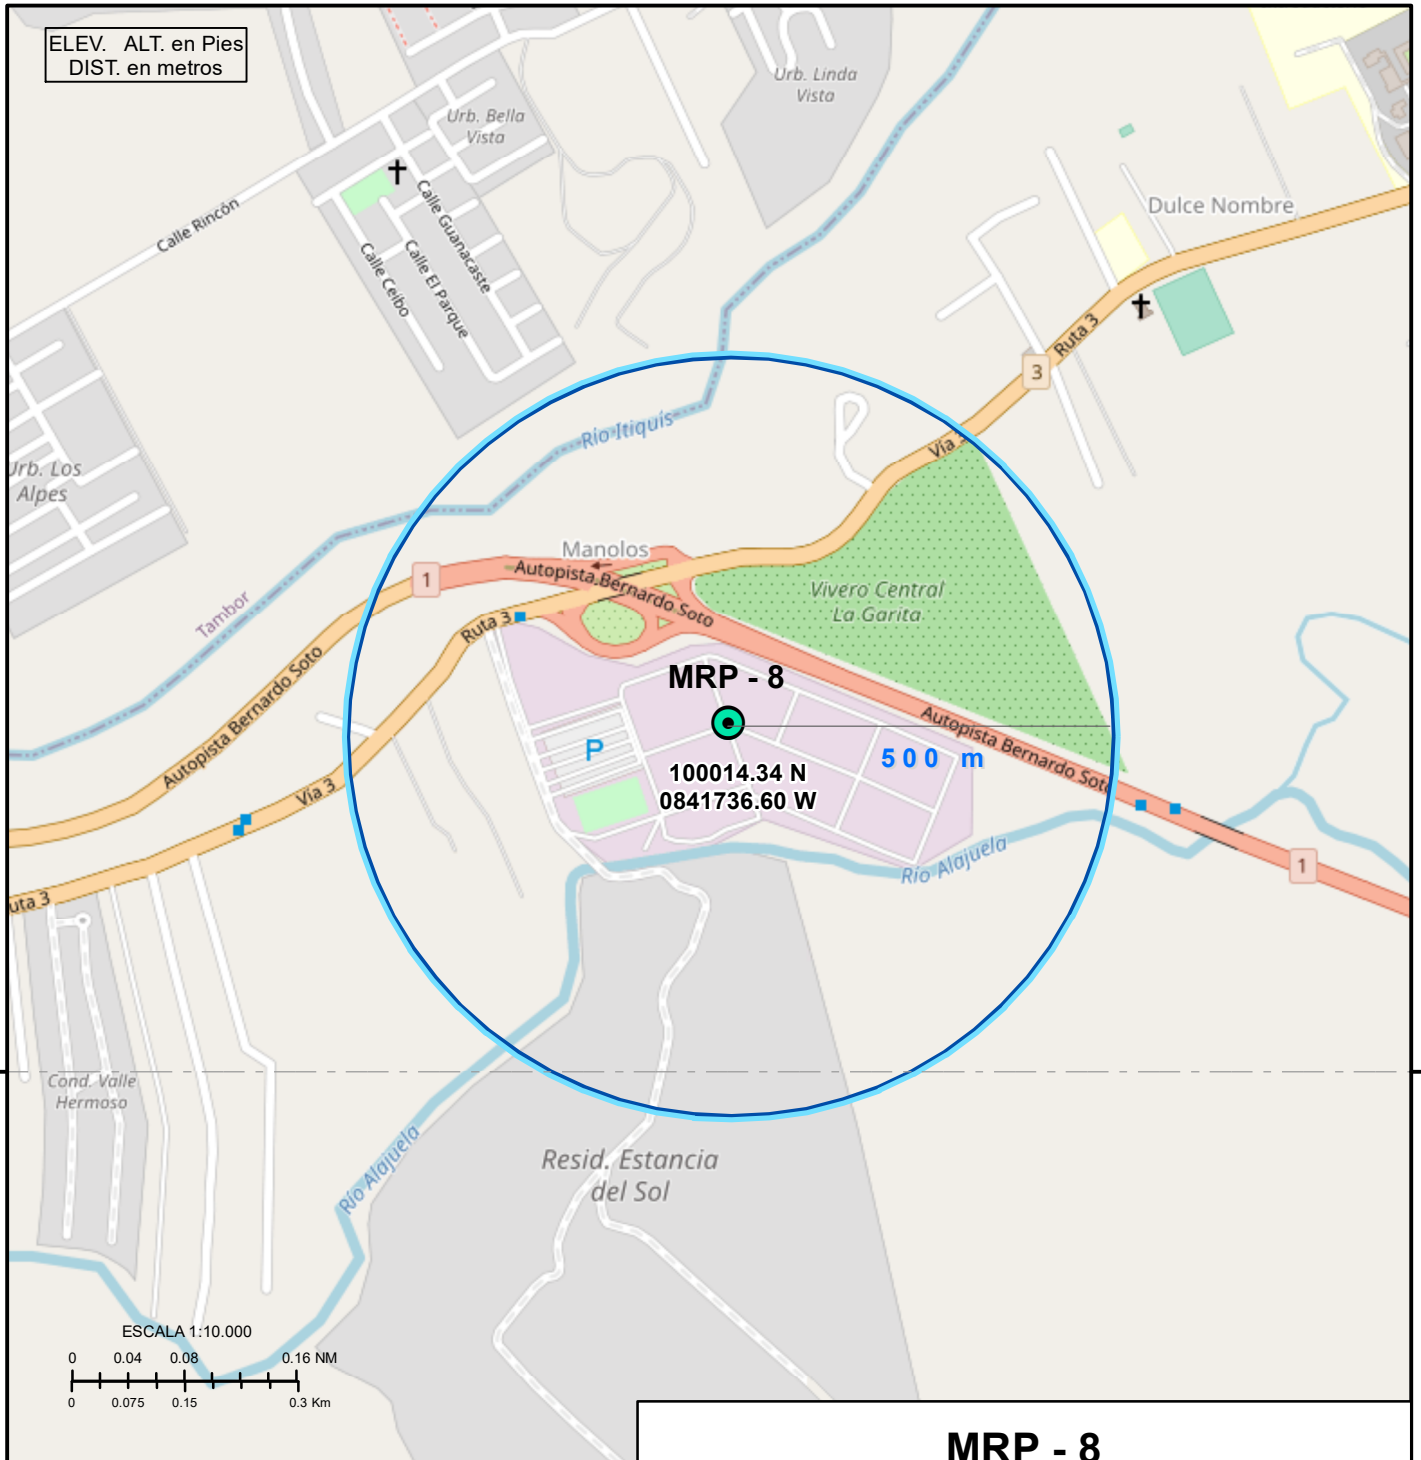 ELEV. ALT. en Pies
DIST. en metros
Urb. Linda
Vista
Urb. Bella
Vista
Calle Rincón
Calle Guanacaste
Calle El Parque
Calle Ceibo
Dulce Nombre
Ruta 3
3
Vía 3
Río Itiquís
Urb. Los
Alpes
Tambor
Manolos
1
Autopista Bernardo Soto
Ruta 3
Vivero Central
La Garita
Autopista Bernardo Soto
MRP - 8
Autopista Bernardo Soto
500 m
P
100014.34 N
0841736.60 W
Vía 3
Río Alajuela
1
uta 3
Cond. Valle
Hermoso
Río Alajuela
Resid. Estancia
del Sol
ESCALA 1:10.000
0 0.04 0.08 0.16 NM
0 0.075 0.15 0.3 Km
MRP - 8